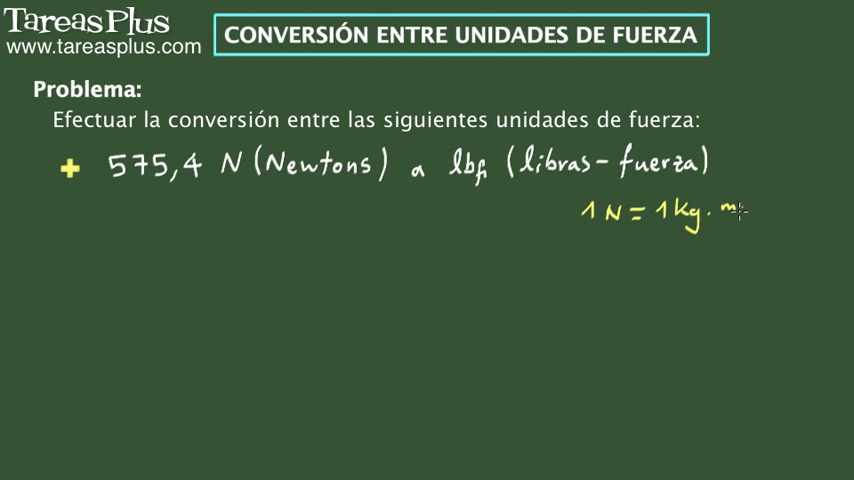 TareasPlus
www.tareasplus.com
CONVERSIÓN ENTRE UNIDADES DE FUERZA
Problema:
Efectuar la conversión entre las siguientes unidades de fuerza:
+ 575,4 N (Newtons) a lbf (libras-fuerza)
1 N = 1 kg . m